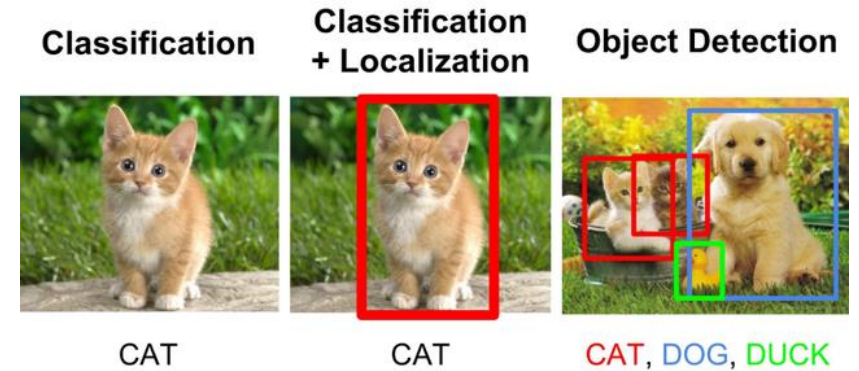 Classification
Classification
+ Localization
Object Detection
CAT
CAT
CAT, DOG, DUCK